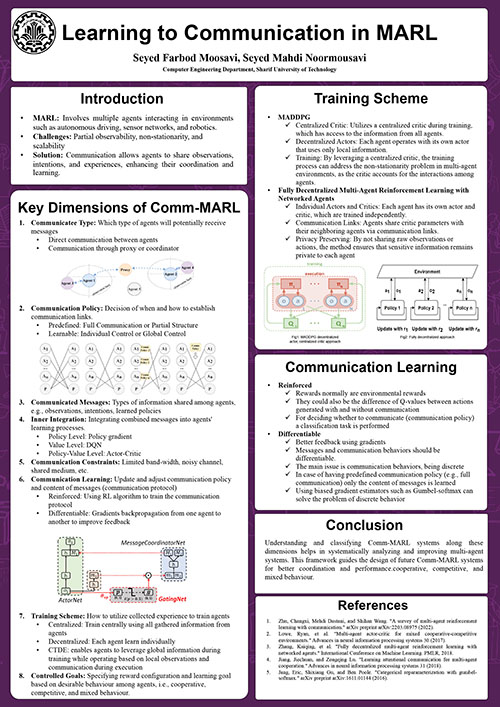 Learning to Communication in MARL
Seyed Farbod Moosavi, Seyed Mahdi Noormousavi
Computer Engineering Department, Sharif University of Technology
Introduction
• MARL: Involves multiple agents interacting in environments
such as autonomous driving, sensor networks, and robotics.
• Challenges: Partial observability, non-stationarity, and
scalability
• Solution: Communication allows agents to share observations,
intentions, and experiences, enhancing their coordination and
learning.
Key Dimensions of Comm-MARL
1. Communicatee Type: Which type of agents will potentially receive
messages
• Direct communication between agents
• Communication through proxy or coordinator
Proxy
2. Communication Policy: Decision of when and how to establish
communication links.
• Predefined: Full Communication or Partial Structure
• Learnable: Individual Control or Global Control
3. Communicated Messages: Types of information shared among agents,
e.g., observations, intentions, learned policies
4. Inner Integration: Integrating combined messages into agents'
learning processes.
• Policy Level: Policy gradient
• Value Level: DQN
• Policy-Value Level: Actor-Critic
5. Communication Constraints: Limited band-width, noisy channel,
shared medium, etc.
6. Communication Learning: Update and adjust communication policy
and content of messages (communication protocol)
• Reinforced: Using RL algorithm to train the communication
protocol
• Differentiable: Gradients backpropagation from one agent to
another to improve feedback
MessageCoordinatorNet
ActorNet
GatingNet
7. Training Scheme: How to utilize collected experience to train agents
• Centralized: Train centrally using all gathered information from
agents
• Decentralized: Each agent learn individually
• CTDE: enables agents to leverage global information during
training while operating based on local observations and
communication during execution
8. Controlled Goals: Specifying reward configuration and learning goal
based on desirable behaviour among agents, i.e., cooperative,
competitive, and mixed behaviour.
Training Scheme
• MADDPG
✓ Centralized Critic: Utilizes a centralized critic during training,
which has access to the information from all agents.
✓ Decentralized Actors: Each agent operates with its own actor
that uses only local information.
✓ Training: By leveraging a centralized critic, the training
process can address the non-stationarity problem in multi-agent
environments, as the critic accounts for the interactions among
agents.
• Fully Decentralized Multi-Agent Reinforcement Learning with
Networked Agents
✓ Individual Actors and Critics: Each agent has its own actor and
critic, which are trained independently.
✓ Communication Links: Agents share critic parameters with
their neighboring agents via communication links.
✓ Privacy Preserving: By not sharing raw observations or
actions, the method ensures that sensitive information remains
private to each agent
training
execution
Environment
Policy 1 Policy 2 Policy n
Update with r1 Update with r2 Update with rn
Fig1: MADDPG decentralized
actor, centralized critic approach
Fig2: Fully decentralized approach
Communication Learning
• Reinforced
✓ Rewards normally are environmental rewards
✓ They could also be the difference of Q-values between actions
generated with and without communication
✓ For deciding whether to communicate (communication policy)
a classification task is performed
• Differentiable
✓ Better feedback using gradients
✓ Messages and communication behaviors should be
differentiable.
✓ The main issue is communication behaviors, being discrete
✓ In case of having predefined communication policy (e.g., full
communication) only the content of messages is learned
✓ Using biased gradient estimators such as Gumbel-softmax can
solve the problem of discrete behavior
Conclusion
Understanding and classifying Comm-MARL systems along these
dimensions helps in systematically analyzing and improving multi-agent
systems. This framework guides the design of future Comm-MARL systems
for better coordination and performance.cooperative, competitive, and
mixed behaviour.
References
1. Zhu, Changxi, Mehdi Dastani, and Shihan Wang. "A survey of multi-agent reinforcement
learning with communication." arXiv preprint arXiv:2203.08975 (2022)
2. Lowe, Ryan, et al. "Multi-agent actor-critic for mixed cooperative-competitive
environments." Advances in neural information processing systems 30 (2017)
3. Zhang, Kaiqing, et al. "Fully decentralized multi-agent reinforcement learning with
networked agents." International Conference on Machine Learning. PMLR, 2018.
4. Jiang, Jiechuan, and Zongqing Lu. "Learning attentional communication for multi-agent
cooperation." Advances in neural information processing systems 31 (2018)
5. Jang, Eric, Shixiang Gu, and Ben Poole. "Categorical reparameterization with gumbel-
softmax." arXiv preprint arXiv:1611.01144 (2016).